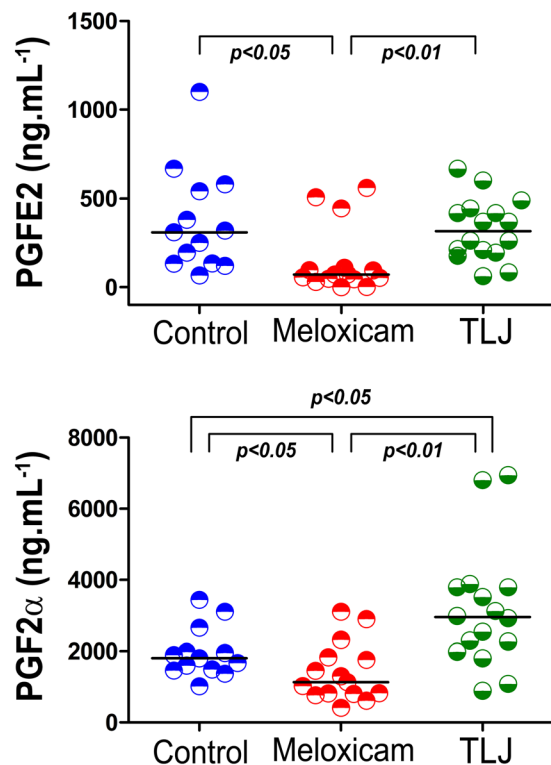 1500
p<0.05 p<0.01
1000
500
0
PGFE2 (ng.mL⁻¹)
Control Meloxicam TLJ
p<0.05
8000
p<0.05 p<0.01
6000
4000
2000
0
PGF2α (ng.mL⁻¹)
Control Meloxicam TLJ